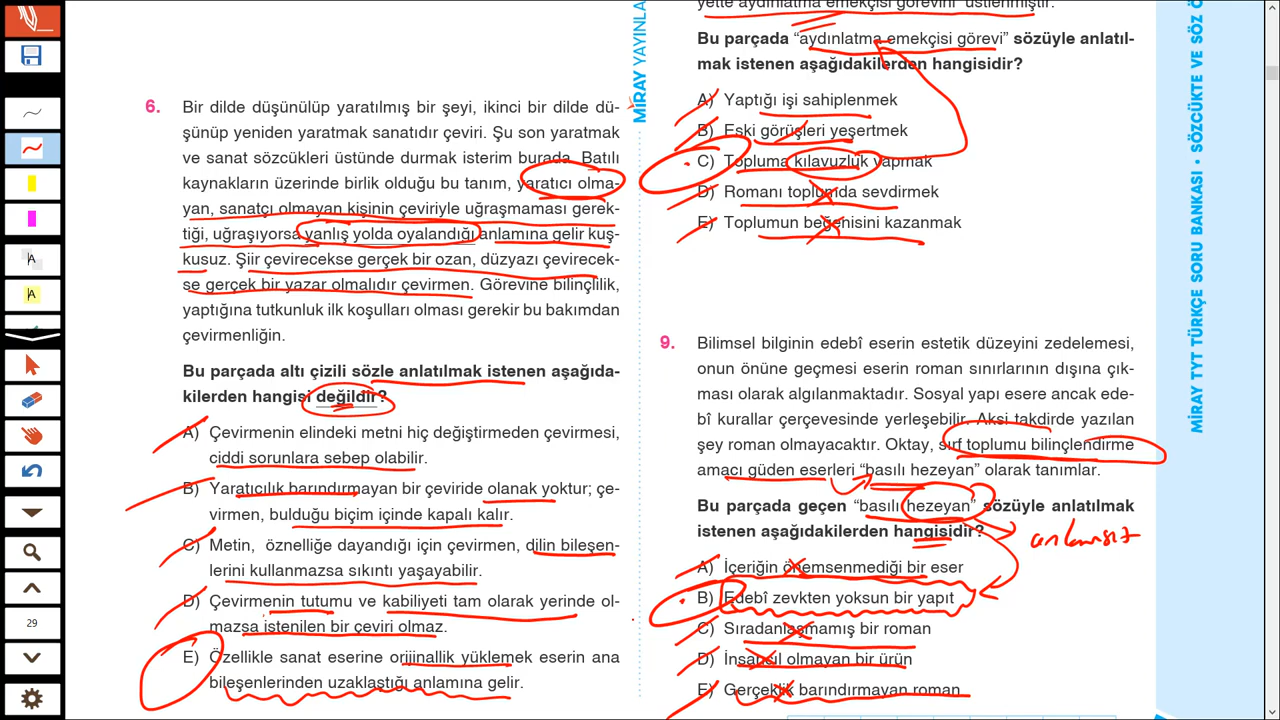 6. Bir dilde düşünülüp yaratılmış bir şeyi, ikinci bir dilde dü-
şünüp yeniden yaratmak sanatıdır çeviri. Şu son yaratmak
ve sanat sözcükleri üstünde durmak isterim burada. Batılı
kaynakların üzerinde birlik olduğu bu tanım, yaratıcı olma-
yan, sanatçı olmayan kişinin çeviriyle uğraşmaması gerek-
tiği, uğraşıyorsa yanlış yolda oyalandığı anlamına gelir kuş-
kusuz. Şiir çevirecekse gerçek bir ozan, düzyazı çevirecek-
se gerçek bir yazar olmalıdır çevirmen. Görevine bilinçlilik,
yaptığına tutkunluk ilk koşulları olması gerekir bu bakımdan
çevirmenliğin.
Bu parçada altı çizili sözle anlatılmak istenen aşağıda-
kilerden hangisi değildir?
A) Çevirmenin elindeki metni hiç değiştirmeden çevirmesi,
ciddi sorunlara sebep olabilir.
B) Yaratıcılık barındırmayan bir çeviride olanak yoktur; çe-
virmen, bulduğu biçim içinde kapalı kalır.
C) Metin, öznelliğe dayandığı için çevirmen, dilin bileşen-
lerini kullanmazsa sıkıntı yaşayabilir.
D) Çevirmenin tutumu ve kabiliyeti tam olarak yerinde ol-
mazsa istenilen bir çeviri olmaz.
E) Özellikle sanat eserine orijinallik yüklemek eserin ana
bileşenlerinden uzaklaştığı anlamına gelir.
MİRAY YAYINLA
yette aydınlatma emekçisi görevini üstlenmiştir.
Bu parçada “aydınlatma emekçisi görevi” sözüyle anlatıl-
mak istenen aşağıdakilerden hangisidir?
A) Yaptığı işi sahiplenmek
B) Eski görüşleri yeşertmek
C) Topluma kılavuzluk yapmak
D) Romanı toplumda sevdirmek
E) Toplumun beğenisini kazanmak
9. Bilimsel bilginin edebî eserin estetik düzeyini zedelemesi,
onun önüne geçmesi eserin roman sınırlarının dışına çık-
ması olarak algılanmaktadır. Sosyal yapı esere ancak ede-
bî kurallar çerçevesinde yerleşebilir. Aksi takdirde yazılan
şey roman olmayacaktır. Oktay, sırf toplumu bilinçlendirme
amacı güden eserleri “basılı hezeyan” olarak tanımlar.
Bu parçada geçen “basılı hezeyan” sözüyle anlatılmak
istenen aşağıdakilerden hangisidir?
anlamsız
A) İçeriğin önemsenmediği bir eser
B) Edebî zevkten yoksun bir yapıt
C) Sıradanlaşmamış bir roman
D) İnsancıl olmayan bir ürün
E) Gerçeklik barındırmayan roman
MİRAY TYT TÜRKÇE SORU BANKASI • SÖZCÜKTE VE SÖZ Ö
A
A
29